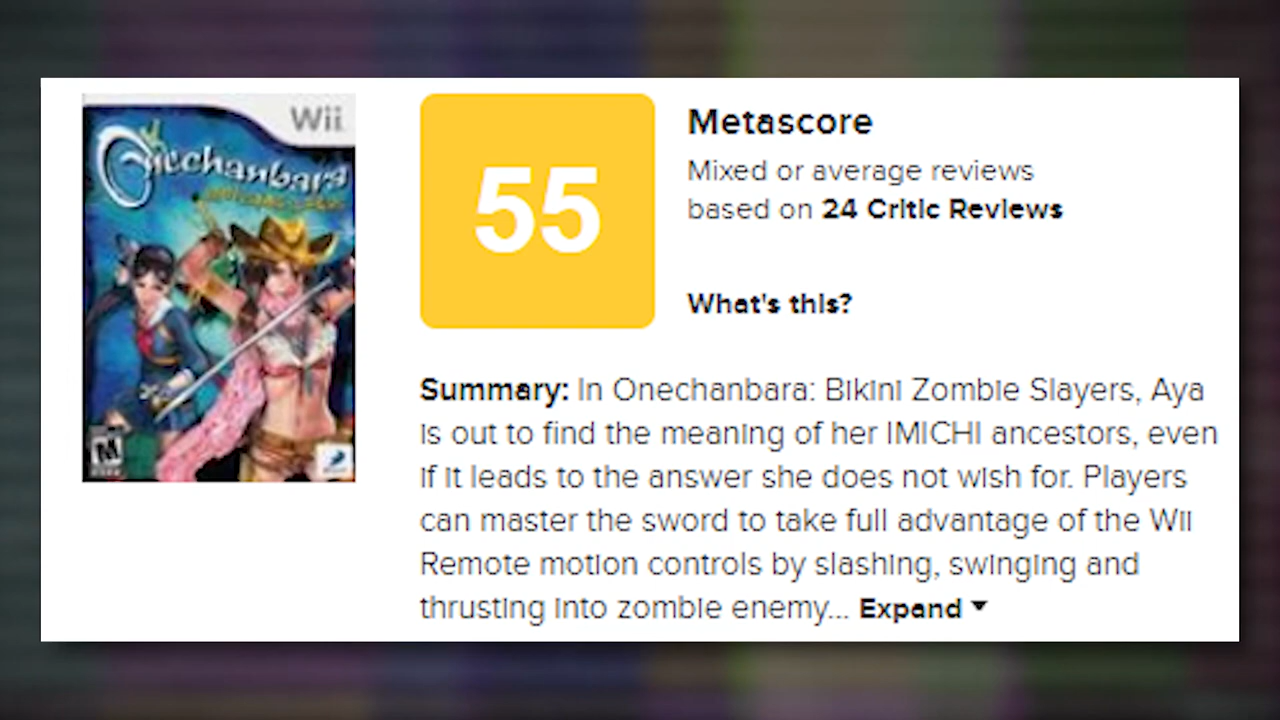 Wii
Onechanbara
M
55
Metascore
Mixed or average reviews
based on 24 Critic Reviews
What's this?
Summary: In Onechanbara: Bikini Zombie Slayers, Aya
is out to find the meaning of her IMICHI ancestors, even
if it leads to the answer she does not wish for. Players
can master the sword to take full advantage of the Wii
Remote motion controls by slashing, swinging and
thrusting into zombie enemy... Expand